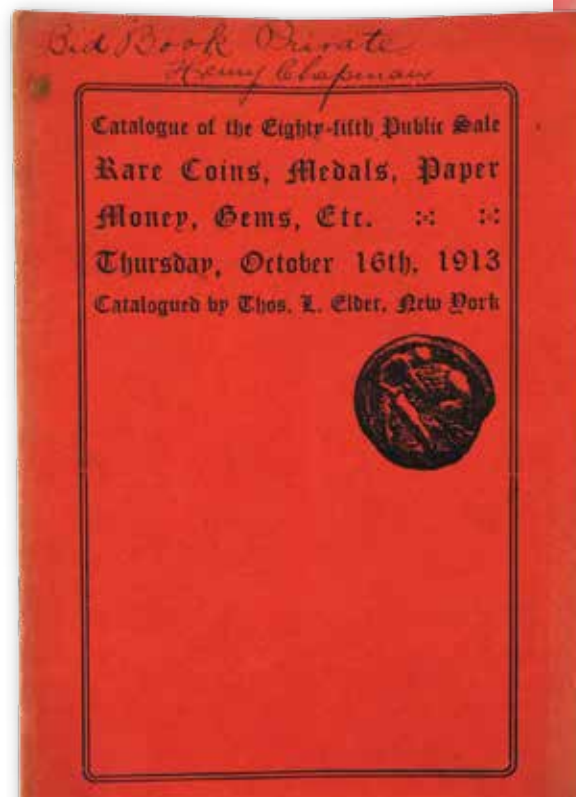 Bid Book Private
Henry Chapman
Catalogue of the Eighty-fifth Public Sale
Rare Coins, Medals, Paper
Money, Gems, Etc. :-: :-:
Thursday, October 16th, 1913
Catalogued by Thos. L. Elder, New York